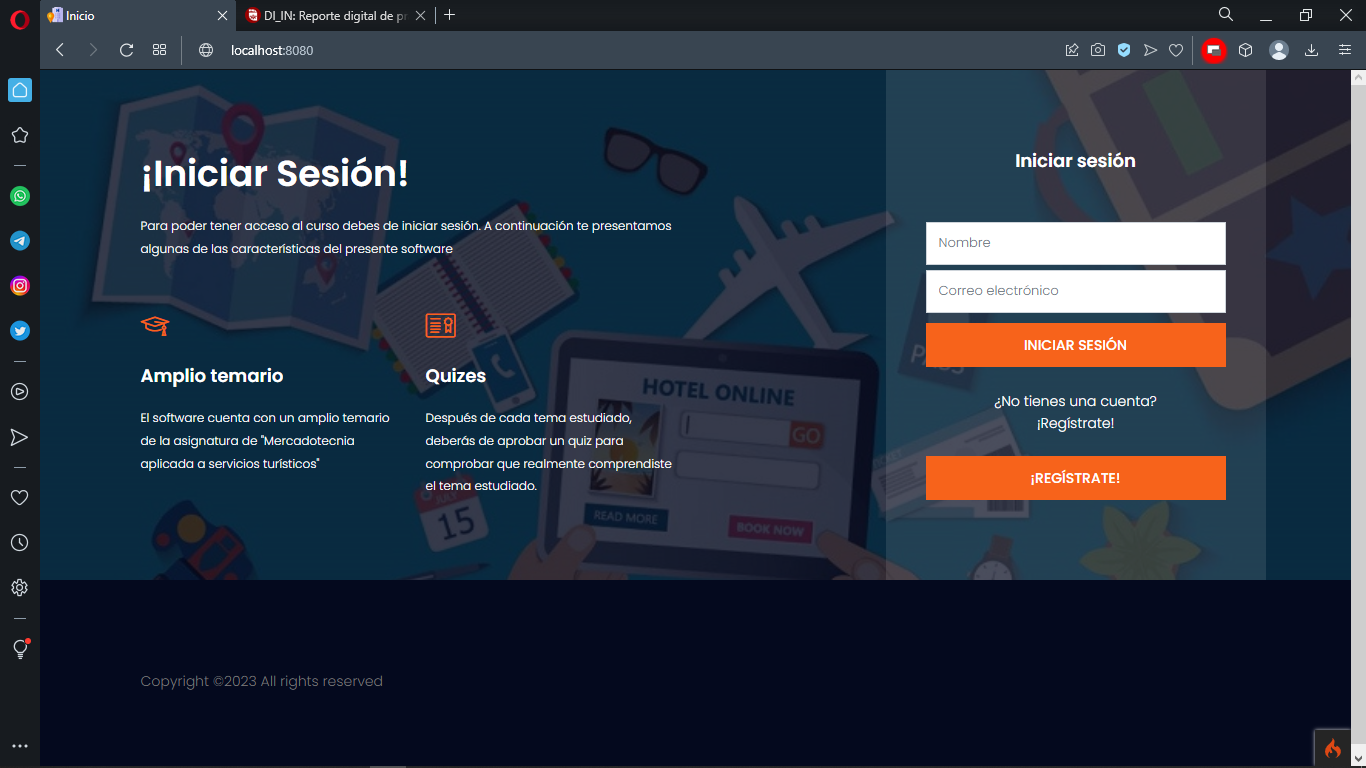 Inicio
DI_IN: Reporte digital de pr
localhost:8080
¡Iniciar Sesión!
Para poder tener acceso al curso debes de iniciar sesión. A continuación te presentamos
algunas de las características del presente software
Amplio temario
El software cuenta con un amplio temario
de la asignatura de "Mercadotecnia
aplicada a servicios turísticos"
Quizes
Después de cada tema estudiado,
deberás de aprobar un quiz para
comprobar que realmente comprendiste
el tema estudiado.
HOTEL ONLINE
GO
READ MORE
BOOK NOW
MAY
15
PASS
Iniciar sesión
Nombre
Correo electrónico
INICIAR SESIÓN
¿No tienes una cuenta?
¡Regístrate!
¡REGÍSTRATE!
Copyright ©2023 All rights reserved